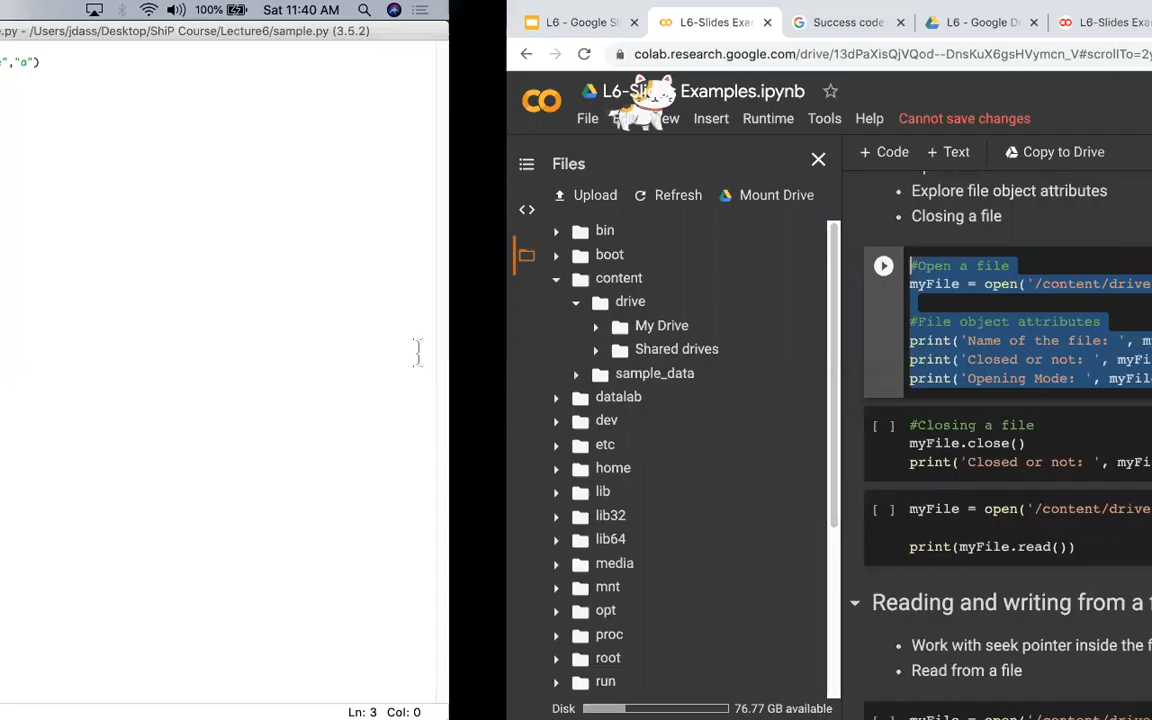 100% Sat 11:40 AM
.py - /Users/jdass/Desktop/ShiP Course/Lecture6/sample.py (3.5.2)
","a")
Ln: 3 Col: 0
L6 - Google Sl
L6-Slides Exa
Success code
L6 - Google D
L6-Slides Exa
colab.research.google.com/drive/13dPaXisQjVQod--DnsKuX6gsHVymcn_V#scrollTo=2y
L6-Slides Examples.ipynb
File View Insert Runtime Tools Help Cannot save changes
Files
Upload Refresh Mount Drive
bin
boot
content
drive
My Drive
Shared drives
sample_data
datalab
dev
etc
home
lib
lib32
lib64
media
mnt
opt
proc
root
run
Disk 76.77 GB available
+ Code + Text Copy to Drive
• Explore file object attributes
• Closing a file
#Open a file
myFile = open('/content/drive
#File object attributes
print('Name of the file: ', m
print('Closed or not: ', myFi
print('Opening Mode: ', myFil
[ ] #Closing a file
myFile.close()
print('Closed or not: ', myFi
[ ] myFile = open('/content/drive
print(myFile.read())
Reading and writing from a f
• Work with seek pointer inside the f
• Read from a file